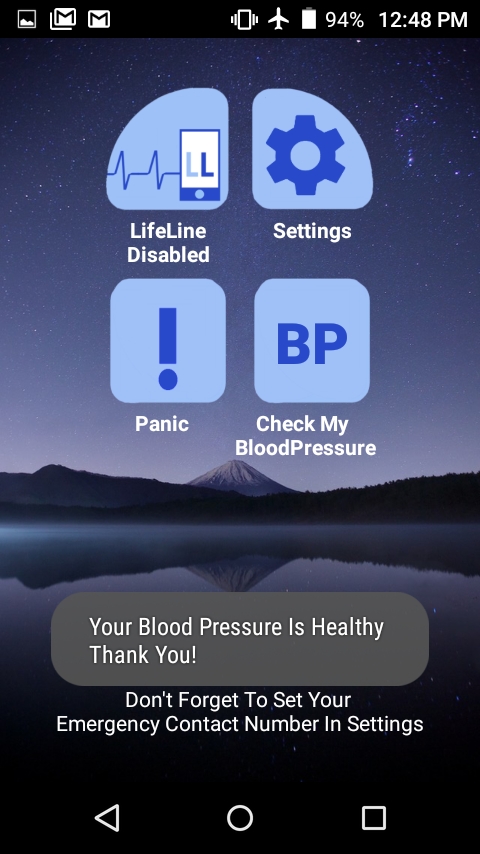 94% 12:48 PM
LL
LifeLine
Disabled
Settings
!
Panic
BP
Check My
BloodPressure
Your Blood Pressure Is Healthy
Thank You!
Don't Forget To Set Your
Emergency Contact Number In Settings